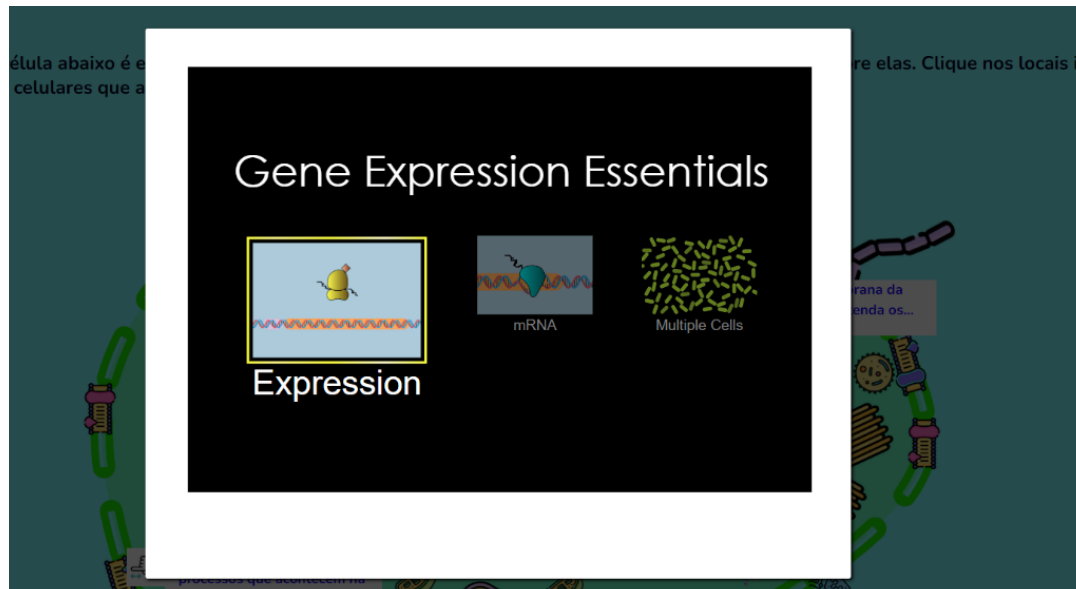 élula abaixo é e
re elas. Clique nos locais i
celulares que a
Gene Expression Essentials
mRNA
Multiple Cells
Expression
rana da
enda os...
processos que acontecem na